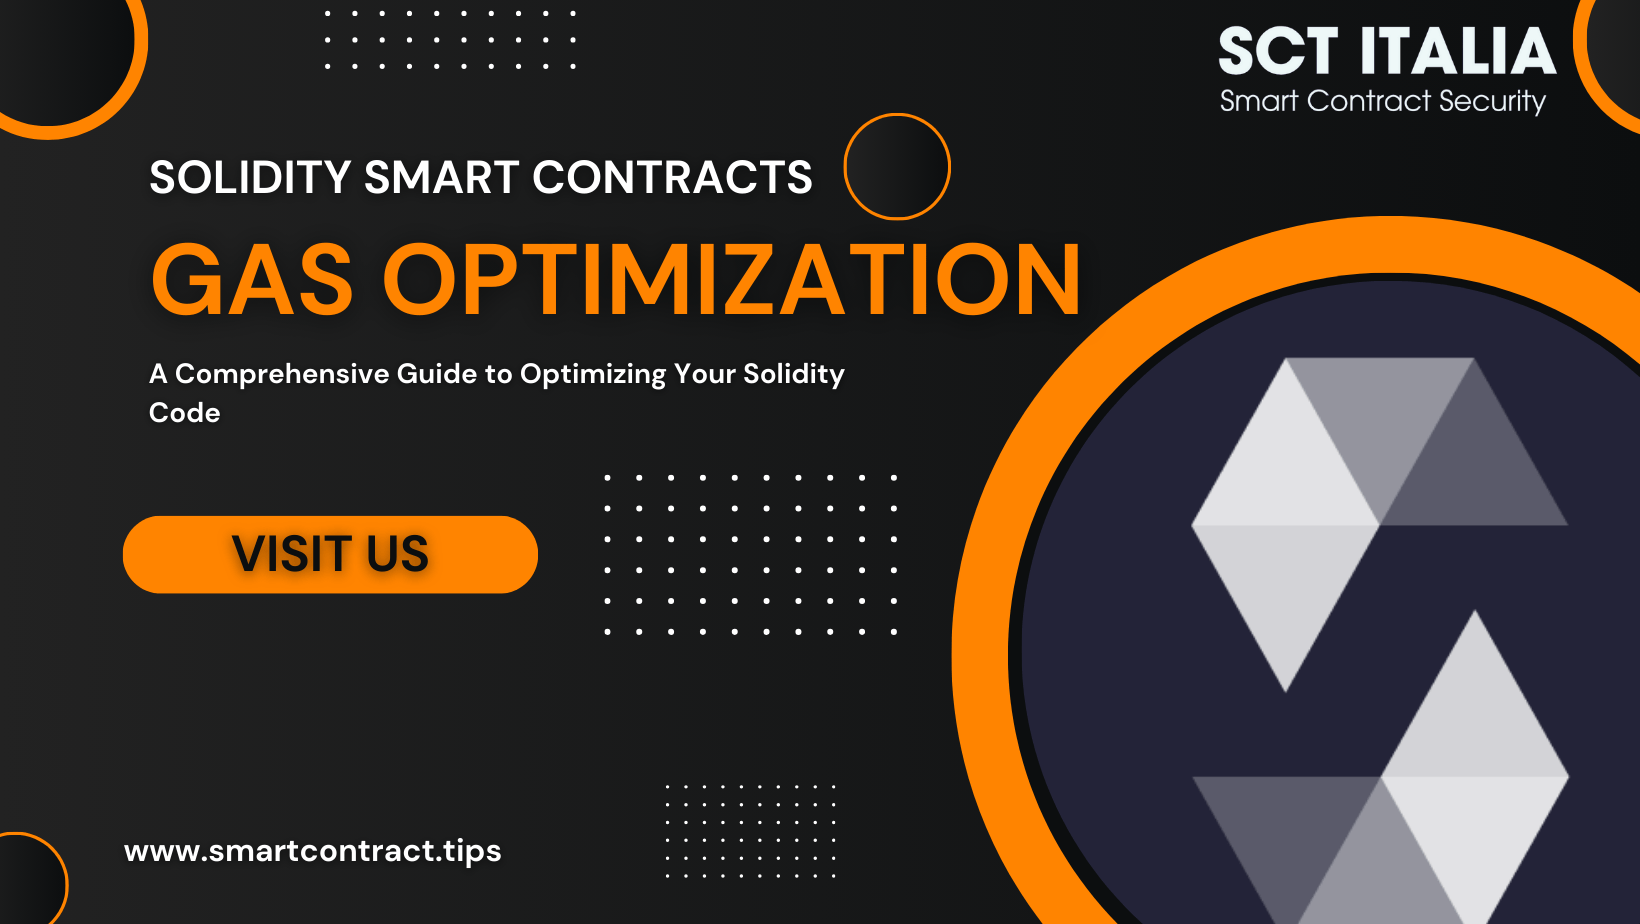 SCT ITALIA
Smart Contract Security
SOLIDITY SMART CONTRACTS
GAS OPTIMIZATION
A Comprehensive Guide to Optimizing Your Solidity
Code
VISIT US
www.smartcontract.tips